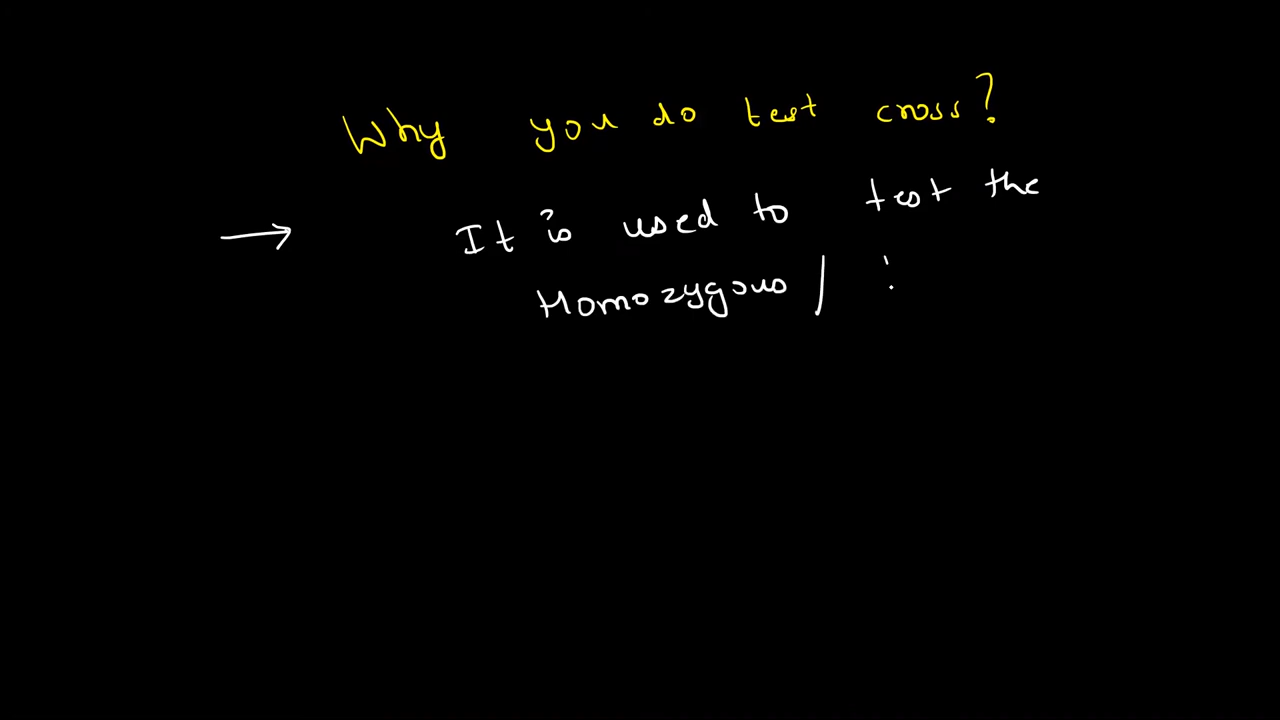 Why you do test cross?
→ It is used to test the
Homozygous /